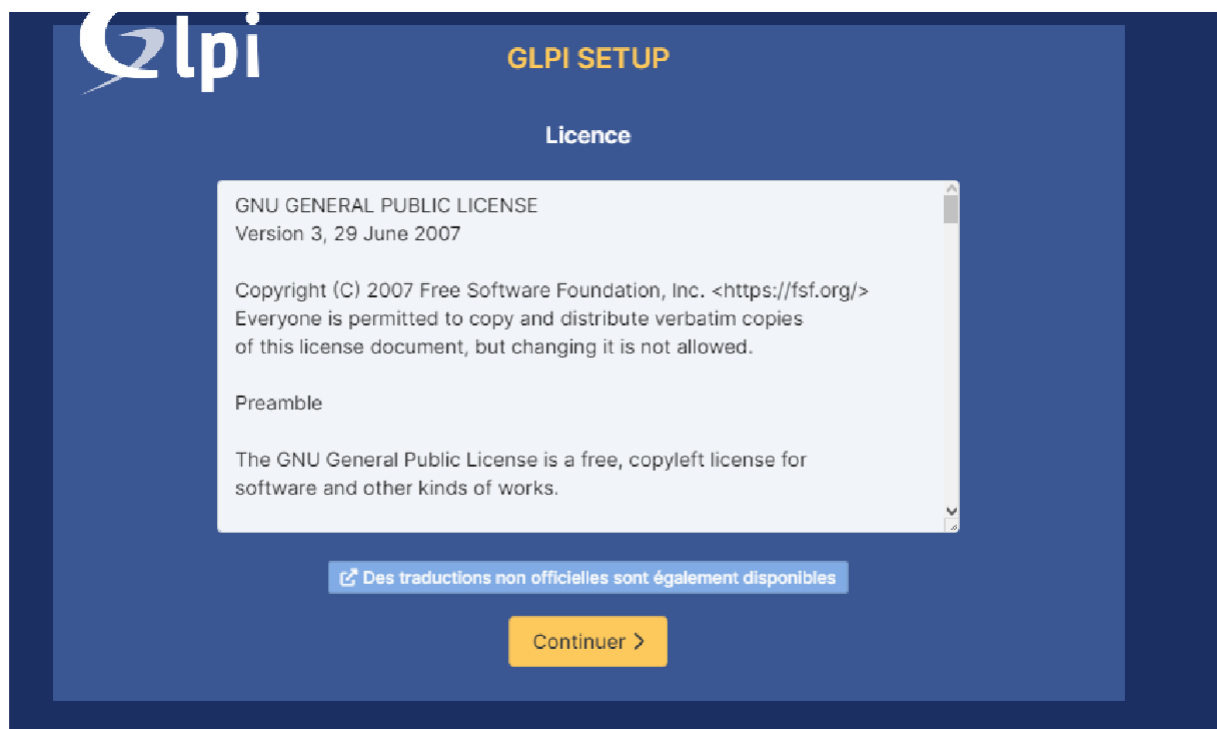 Glpi
GLPI SETUP
Licence
GNU GENERAL PUBLIC LICENSE
Version 3, 29 June 2007
Copyright (C) 2007 Free Software Foundation, Inc. <https://fsf.org/>
Everyone is permitted to copy and distribute verbatim copies
of this license document, but changing it is not allowed.
Preamble
The GNU General Public License is a free, copyleft license for
software and other kinds of works.
Des traductions non officielles sont également disponibles
Continuer >